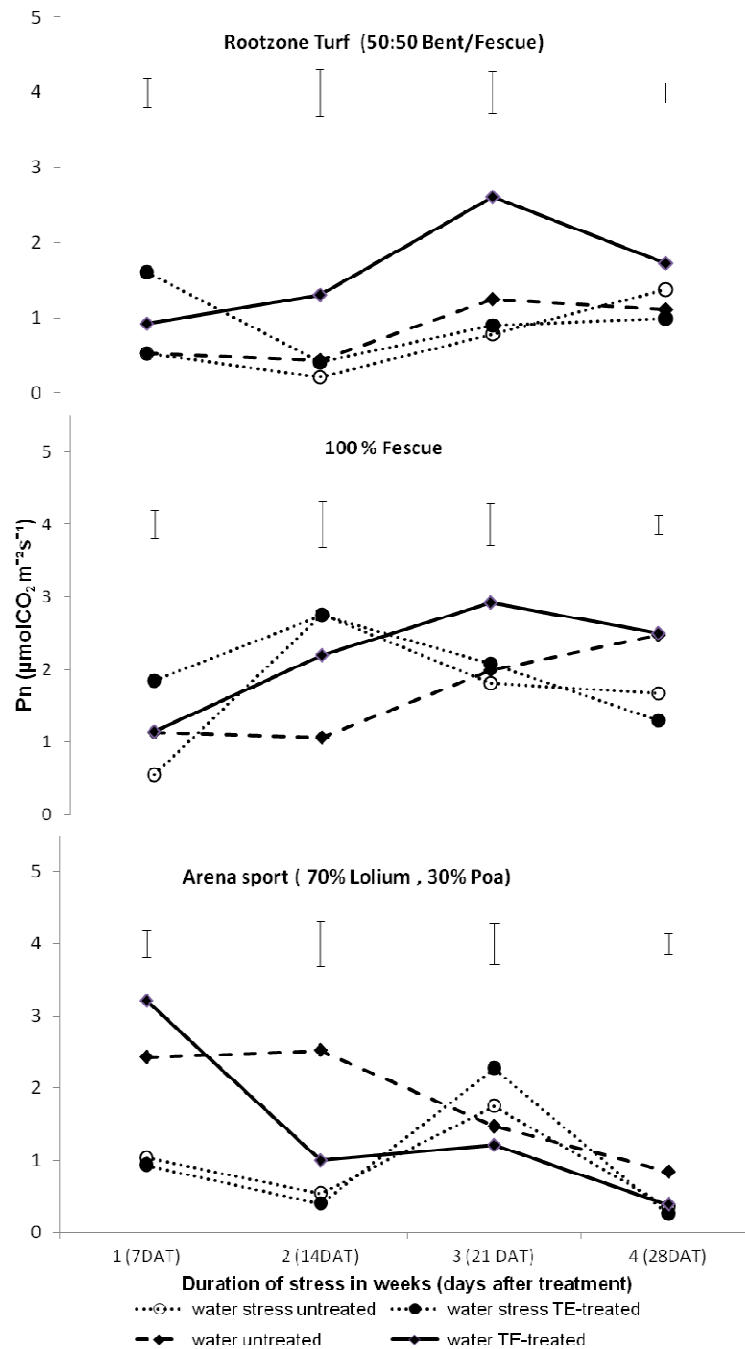 5
Rootzone Turf (50:50 Bent/Fescue)
4
3
2
1
0
100 % Fescue
5
4
3
2
1
0
Pn (µmolCO₂ m⁻²s⁻¹)
Arena sport ( 70% Lolium , 30% Poa)
5
4
3
2
1
0
1 (7DAT) 2 (14DAT) 3 (21 DAT) 4 (28DAT)
Duration of stress in weeks (days after treatment)
water stress untreated water stress TE-treated
water untreated water TE-treated